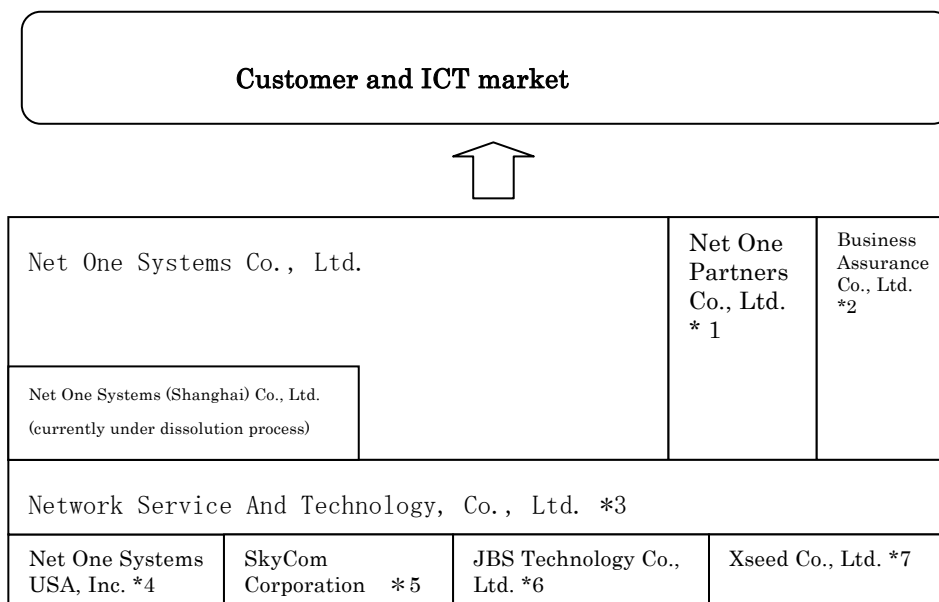 Customer and ICT market
Net One Systems Co., Ltd.
Net One
Partners
Co., Ltd.
* 1
Business
Assurance
Co., Ltd.
*2
Net One Systems (Shanghai) Co., Ltd.
(currently under dissolution process)
Network Service And Technology, Co., Ltd. *3
Net One Systems
USA, Inc. *4
SkyCom
Corporation *5
JBS Technology Co.,
Ltd. *6
Xseed Co., Ltd. *7